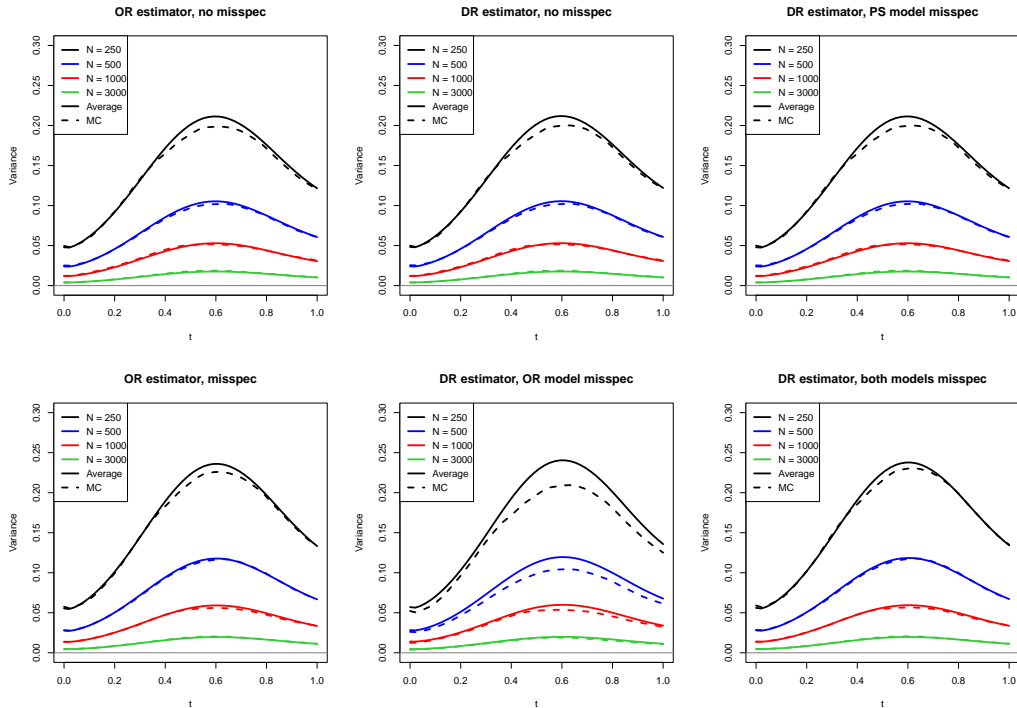 OR estimator, no misspec
Variance
0.00 0.05 0.10 0.15 0.20 0.25 0.30
N = 250
N = 500
N = 1000
N = 3000
Average
MC
0.0 0.2 0.4 0.6 0.8 1.0
t
DR estimator, no misspec
Variance
0.00 0.05 0.10 0.15 0.20 0.25 0.30
N = 250
N = 500
N = 1000
N = 3000
Average
MC
0.0 0.2 0.4 0.6 0.8 1.0
t
DR estimator, PS model misspec
Variance
0.00 0.05 0.10 0.15 0.20 0.25 0.30
N = 250
N = 500
N = 1000
N = 3000
Average
MC
0.0 0.2 0.4 0.6 0.8 1.0
t
OR estimator, misspec
Variance
0.00 0.05 0.10 0.15 0.20 0.25 0.30
N = 250
N = 500
N = 1000
N = 3000
Average
MC
0.0 0.2 0.4 0.6 0.8 1.0
t
DR estimator, OR model misspec
Variance
0.00 0.05 0.10 0.15 0.20 0.25 0.30
N = 250
N = 500
N = 1000
N = 3000
Average
MC
0.0 0.2 0.4 0.6 0.8 1.0
t
DR estimator, both models misspec
Variance
0.00 0.05 0.10 0.15 0.20 0.25 0.30
N = 250
N = 500
N = 1000
N = 3000
Average
MC
0.0 0.2 0.4 0.6 0.8 1.0
t